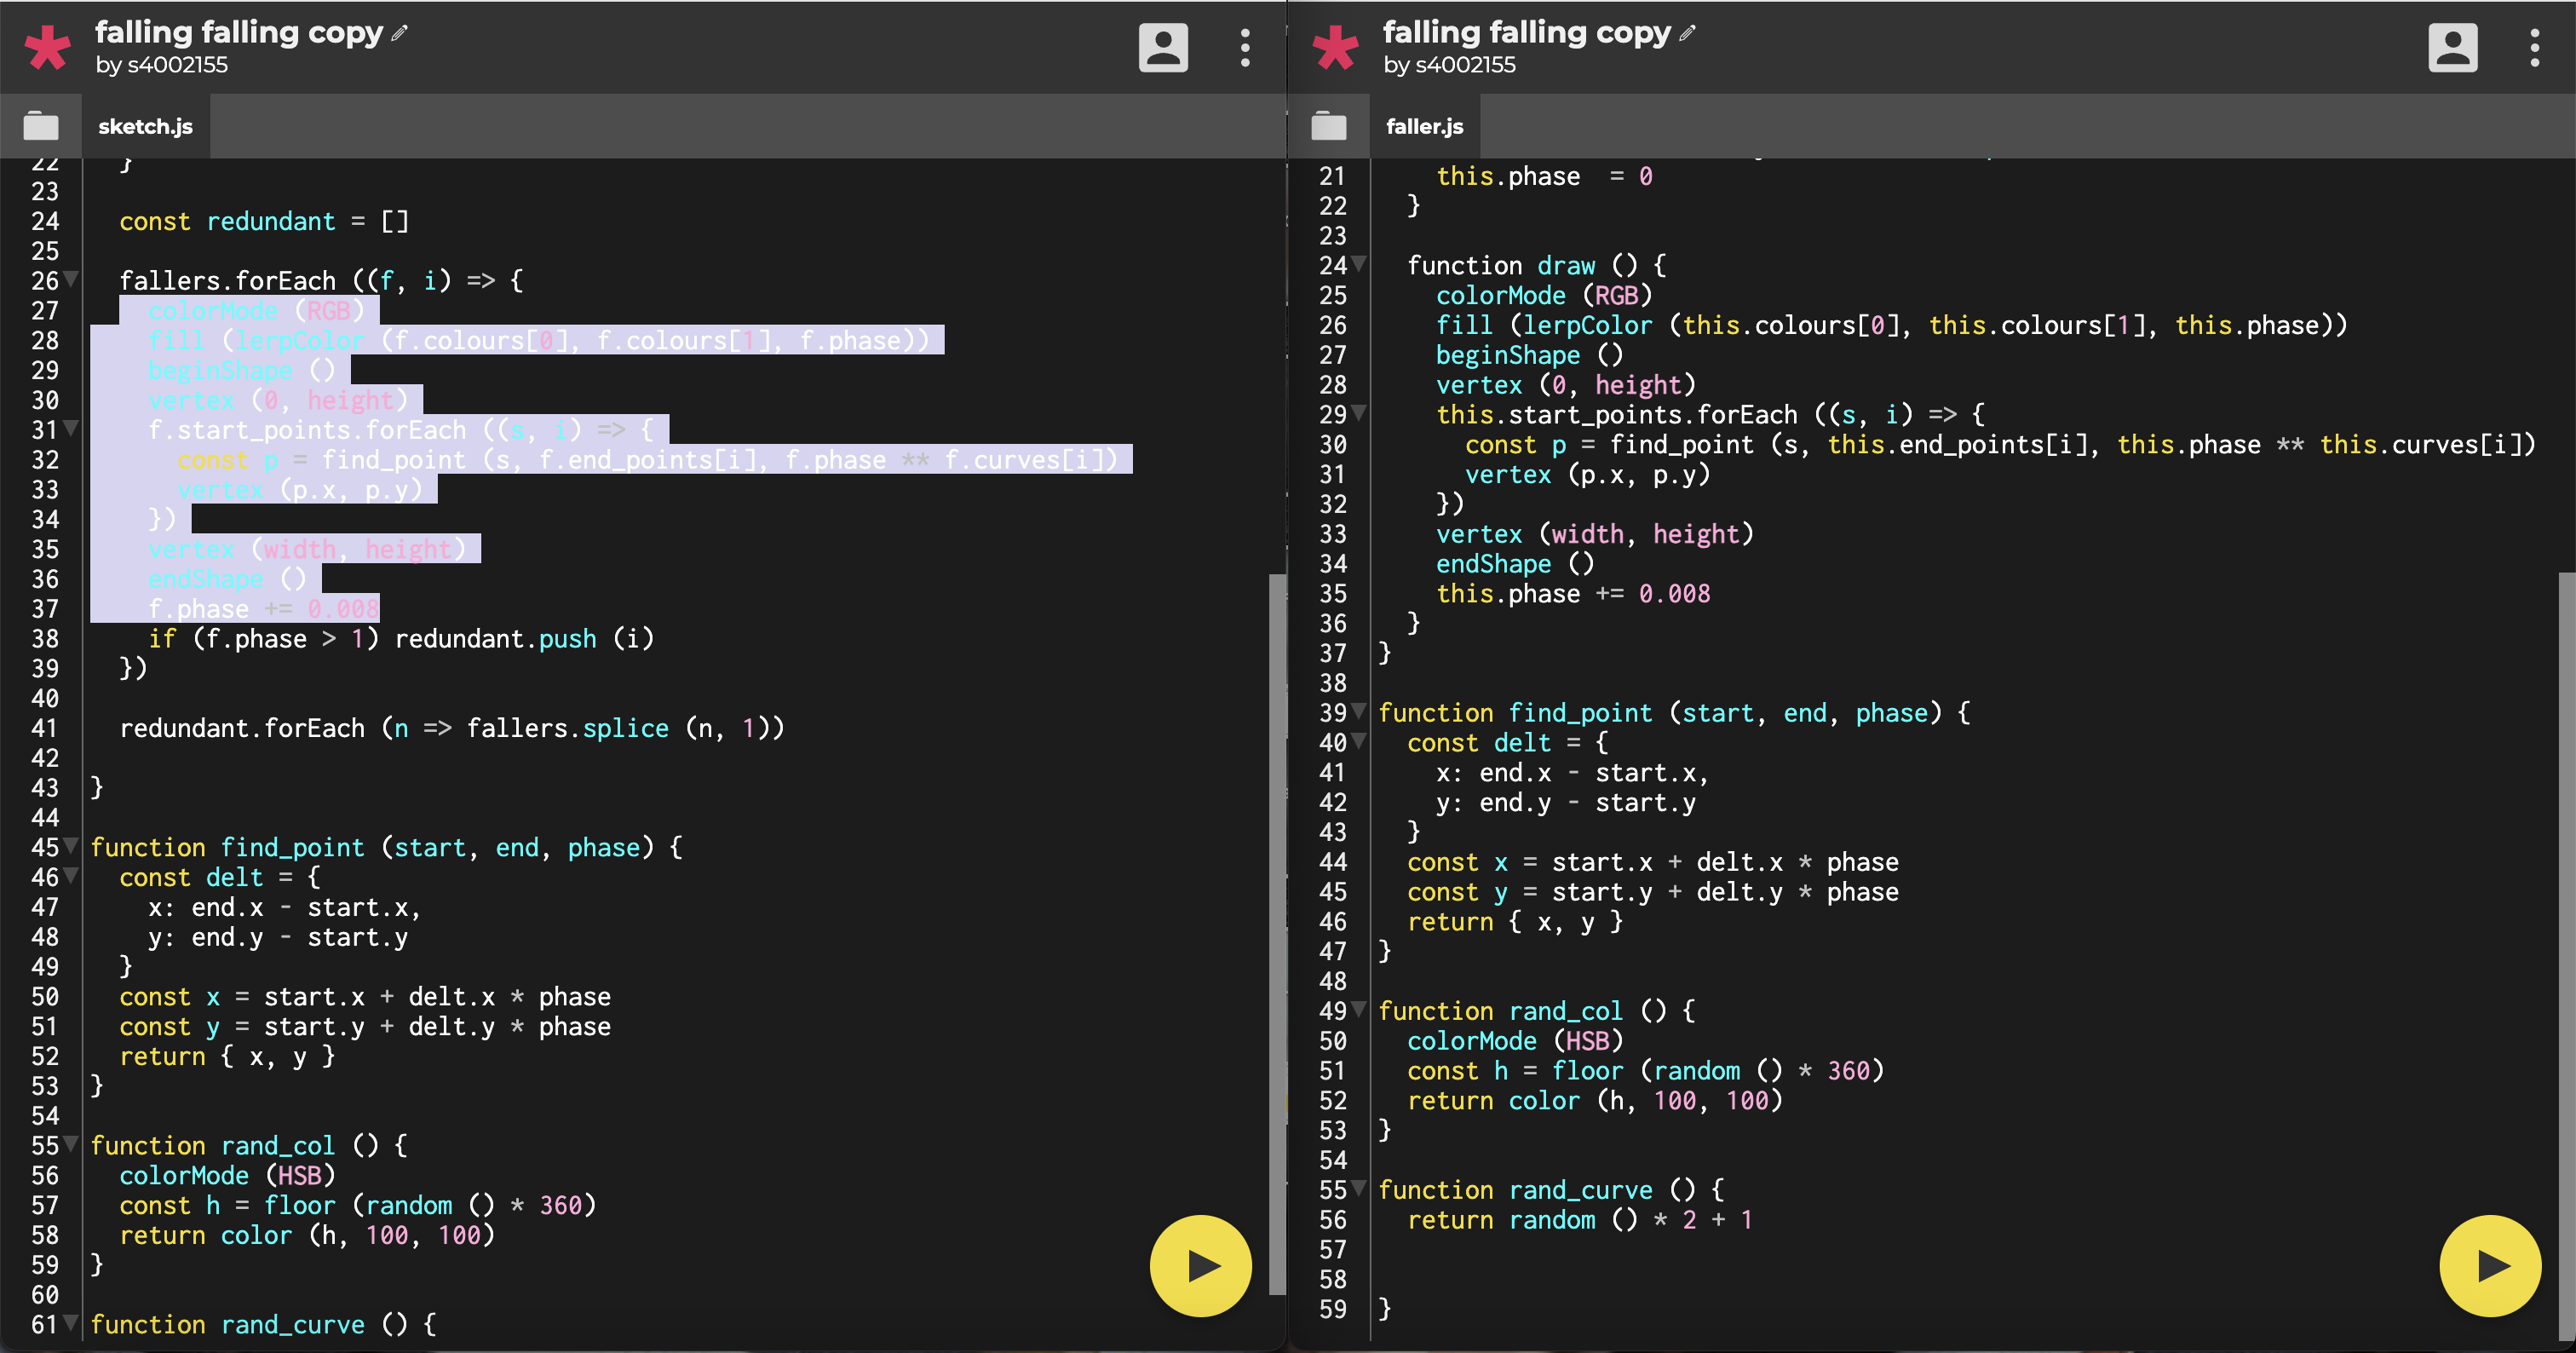 falling falling copy
by s4002155
sketch.js
22   }
23
24   const redundant = []
25
26   fallers.forEach ((f, i) => {
27     colorMode (RGB)
28     fill (lerpColor (f.colours[0], f.colours[1], f.phase))
29     beginShape ()
30     vertex (0, height)
31     f.start_points.forEach ((s, i) => {
32       const p = find_point (s, f.end_points[i], f.phase ** f.curves[i])
33       vertex (p.x, p.y)
34     })
35     vertex (width, height)
36     endShape ()
37     f.phase += 0.008
38     if (f.phase > 1) redundant.push (i)
39   })
40
41   redundant.forEach (n => fallers.splice (n, 1))
42
43 }
44
45 function find_point (start, end, phase) {
46   const delt = {
47     x: end.x - start.x,
48     y: end.y - start.y
49   }
50   const x = start.x + delt.x * phase
51   const y = start.y + delt.y * phase
52   return { x, y }
53 }
54
55 function rand_col () {
56   colorMode (HSB)
57   const h = floor (random () * 360)
58   return color (h, 100, 100)
59 }
60
61 function rand_curve () {
falling falling copy
by s4002155
faller.js
21     this.phase  = 0
22   }
23
24   function draw () {
25     colorMode (RGB)
26     fill (lerpColor (this.colours[0], this.colours[1], this.phase))
27     beginShape ()
28     vertex (0, height)
29     this.start_points.forEach ((s, i) => {
30       const p = find_point (s, this.end_points[i], this.phase ** this.curves[i])
31       vertex (p.x, p.y)
32     })
33     vertex (width, height)
34     endShape ()
35     this.phase += 0.008
36   }
37 }
38
39 function find_point (start, end, phase) {
40   const delt = {
41     x: end.x - start.x,
42     y: end.y - start.y
43   }
44   const x = start.x + delt.x * phase
45   const y = start.y + delt.y * phase
46   return { x, y }
47 }
48
49 function rand_col () {
50   colorMode (HSB)
51   const h = floor (random () * 360)
52   return color (h, 100, 100)
53 }
54
55 function rand_curve () {
56   return random () * 2 + 1
57
58
59 }